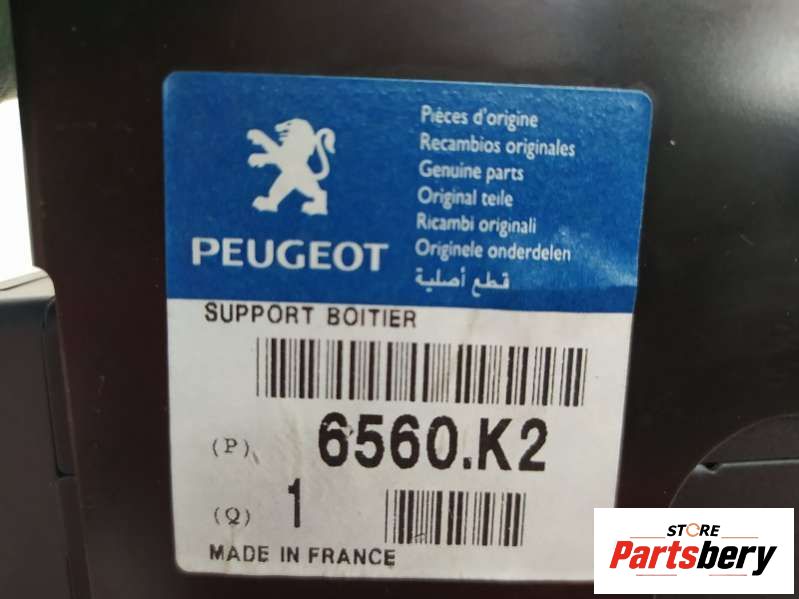 PEUGEOT
Pièces d'origine
Recambios originales
Genuine parts
Original teile
Ricambi originali
Originele onderdelen
قطع أصلية
SUPPORT BOITIER
(P) 6560.K2
(Q) 1
MADE IN FRANCE
STORE
Partsbery